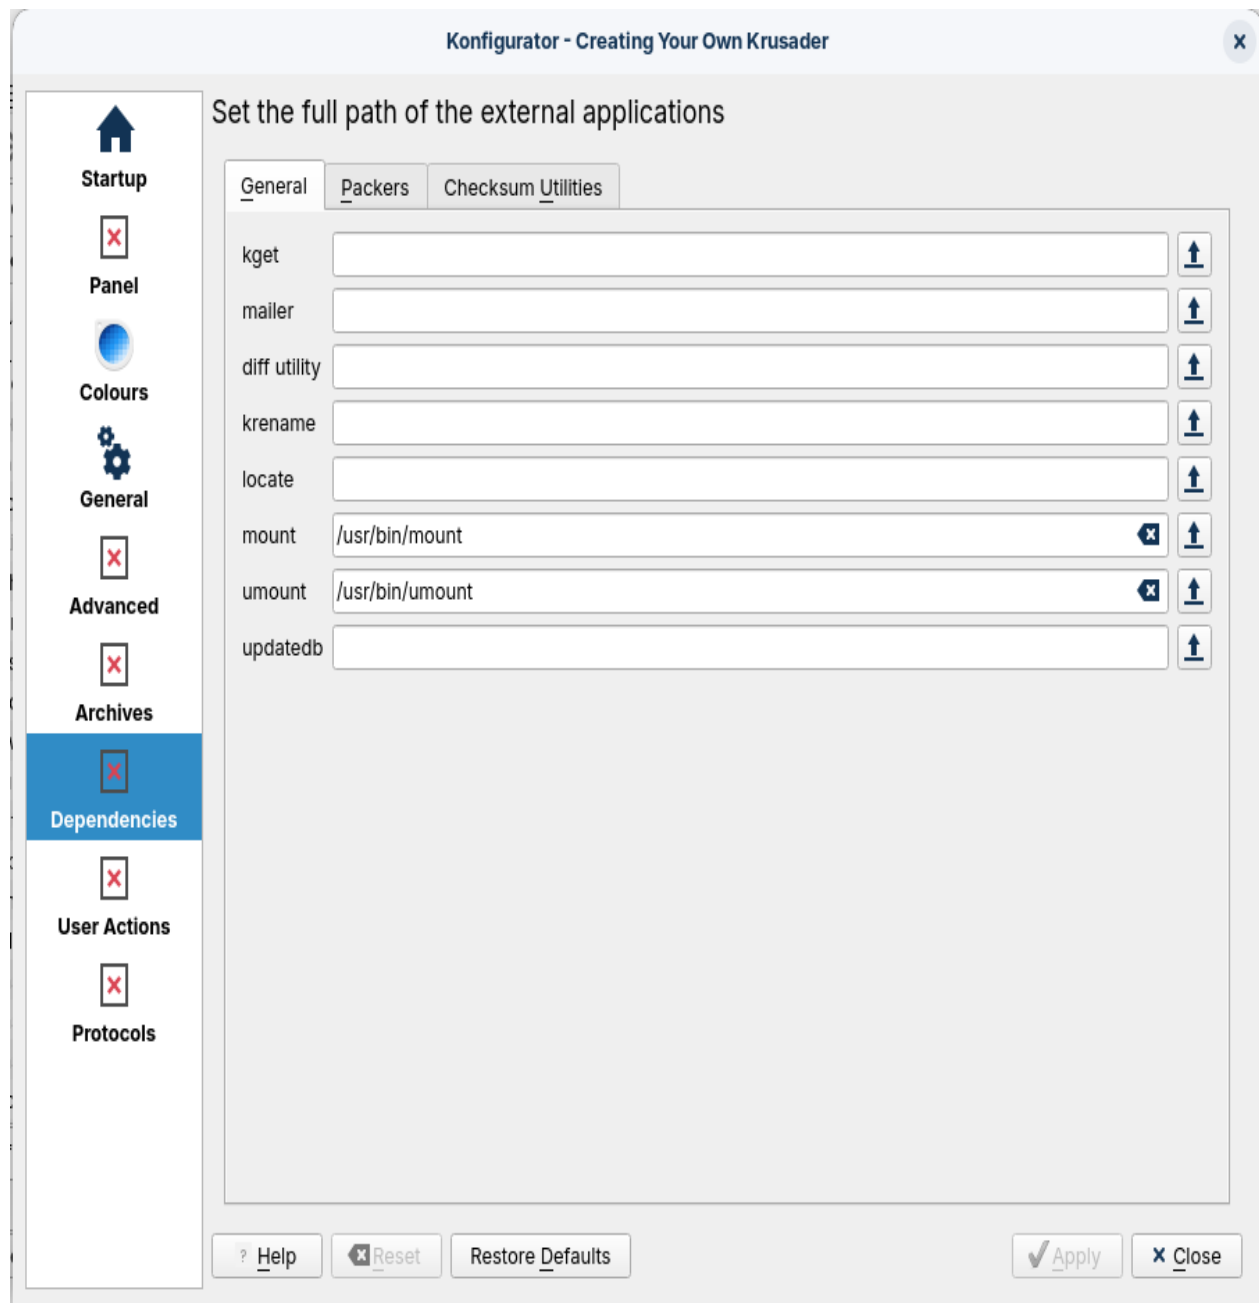 Konfigurator - Creating Your Own Krusader
Startup
Panel
Colours
General
Advanced
Archives
Dependencies
User Actions
Protocols
Set the full path of the external applications
General Packers Checksum Utilities
kget
mailer
diff utility
krename
locate
mount /usr/bin/mount
umount /usr/bin/umount
updatedb
? Help Reset Restore Defaults Apply Close